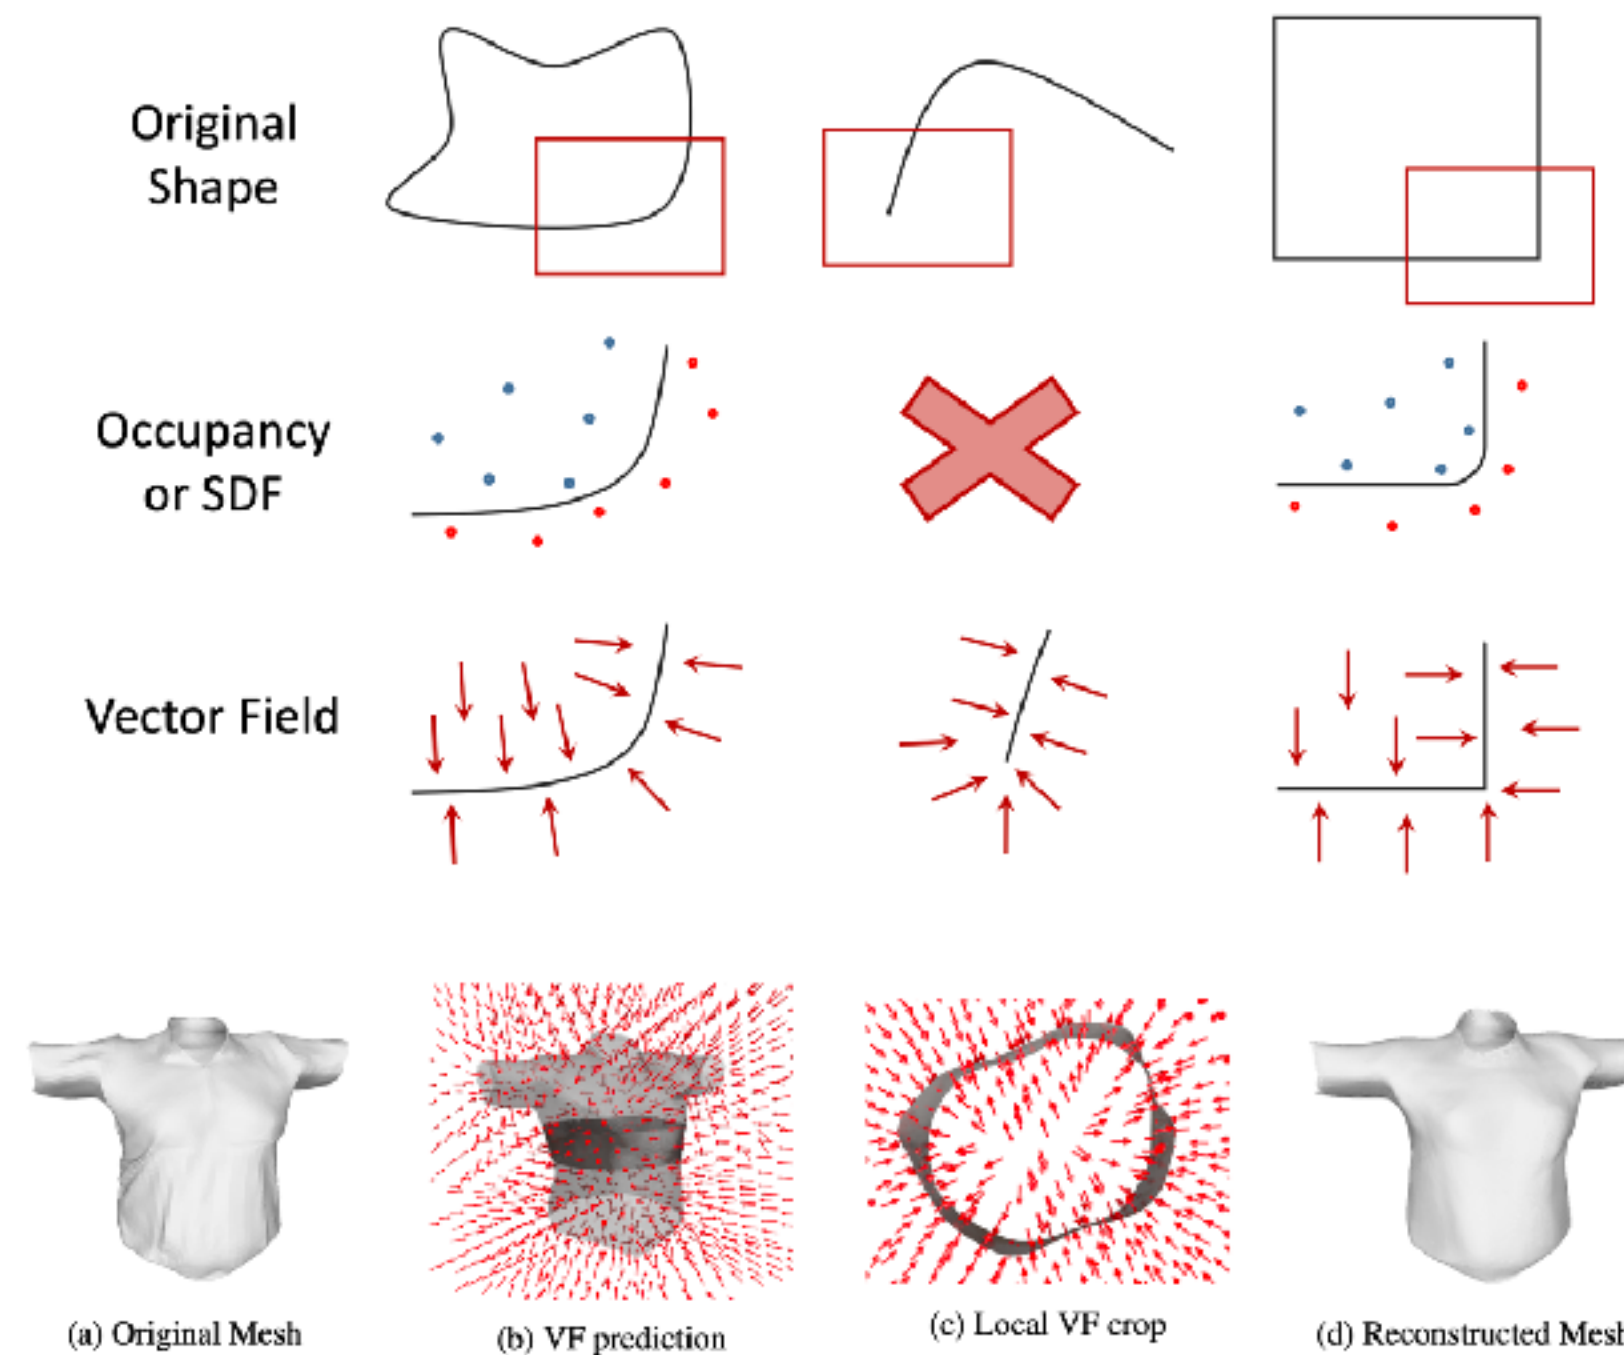 Original
Shape
Occupancy
or SDF
Vector Field
(a) Original Mesh
(b) VF prediction
(c) Local VF crop
(d) Reconstructed Mesh